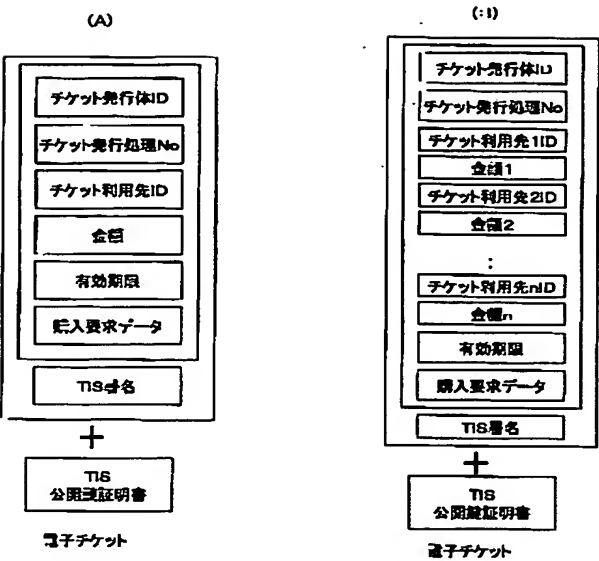 (A)
チケット発行体ID
チケット発行処理No
チケット利用先ID
金額
有効期限
購入要求データ
TIS署名
+
TIS
公開鍵証明書
電子チケット
(B)
チケット発行体ID
チケット発行処理No
チケット利用先1ID
金額1
チケット利用先2ID
金額2
:
チケット利用先nID
金額n
有効期限
購入要求データ
TIS署名
+
TIS
公開鍵証明書
電子チケット